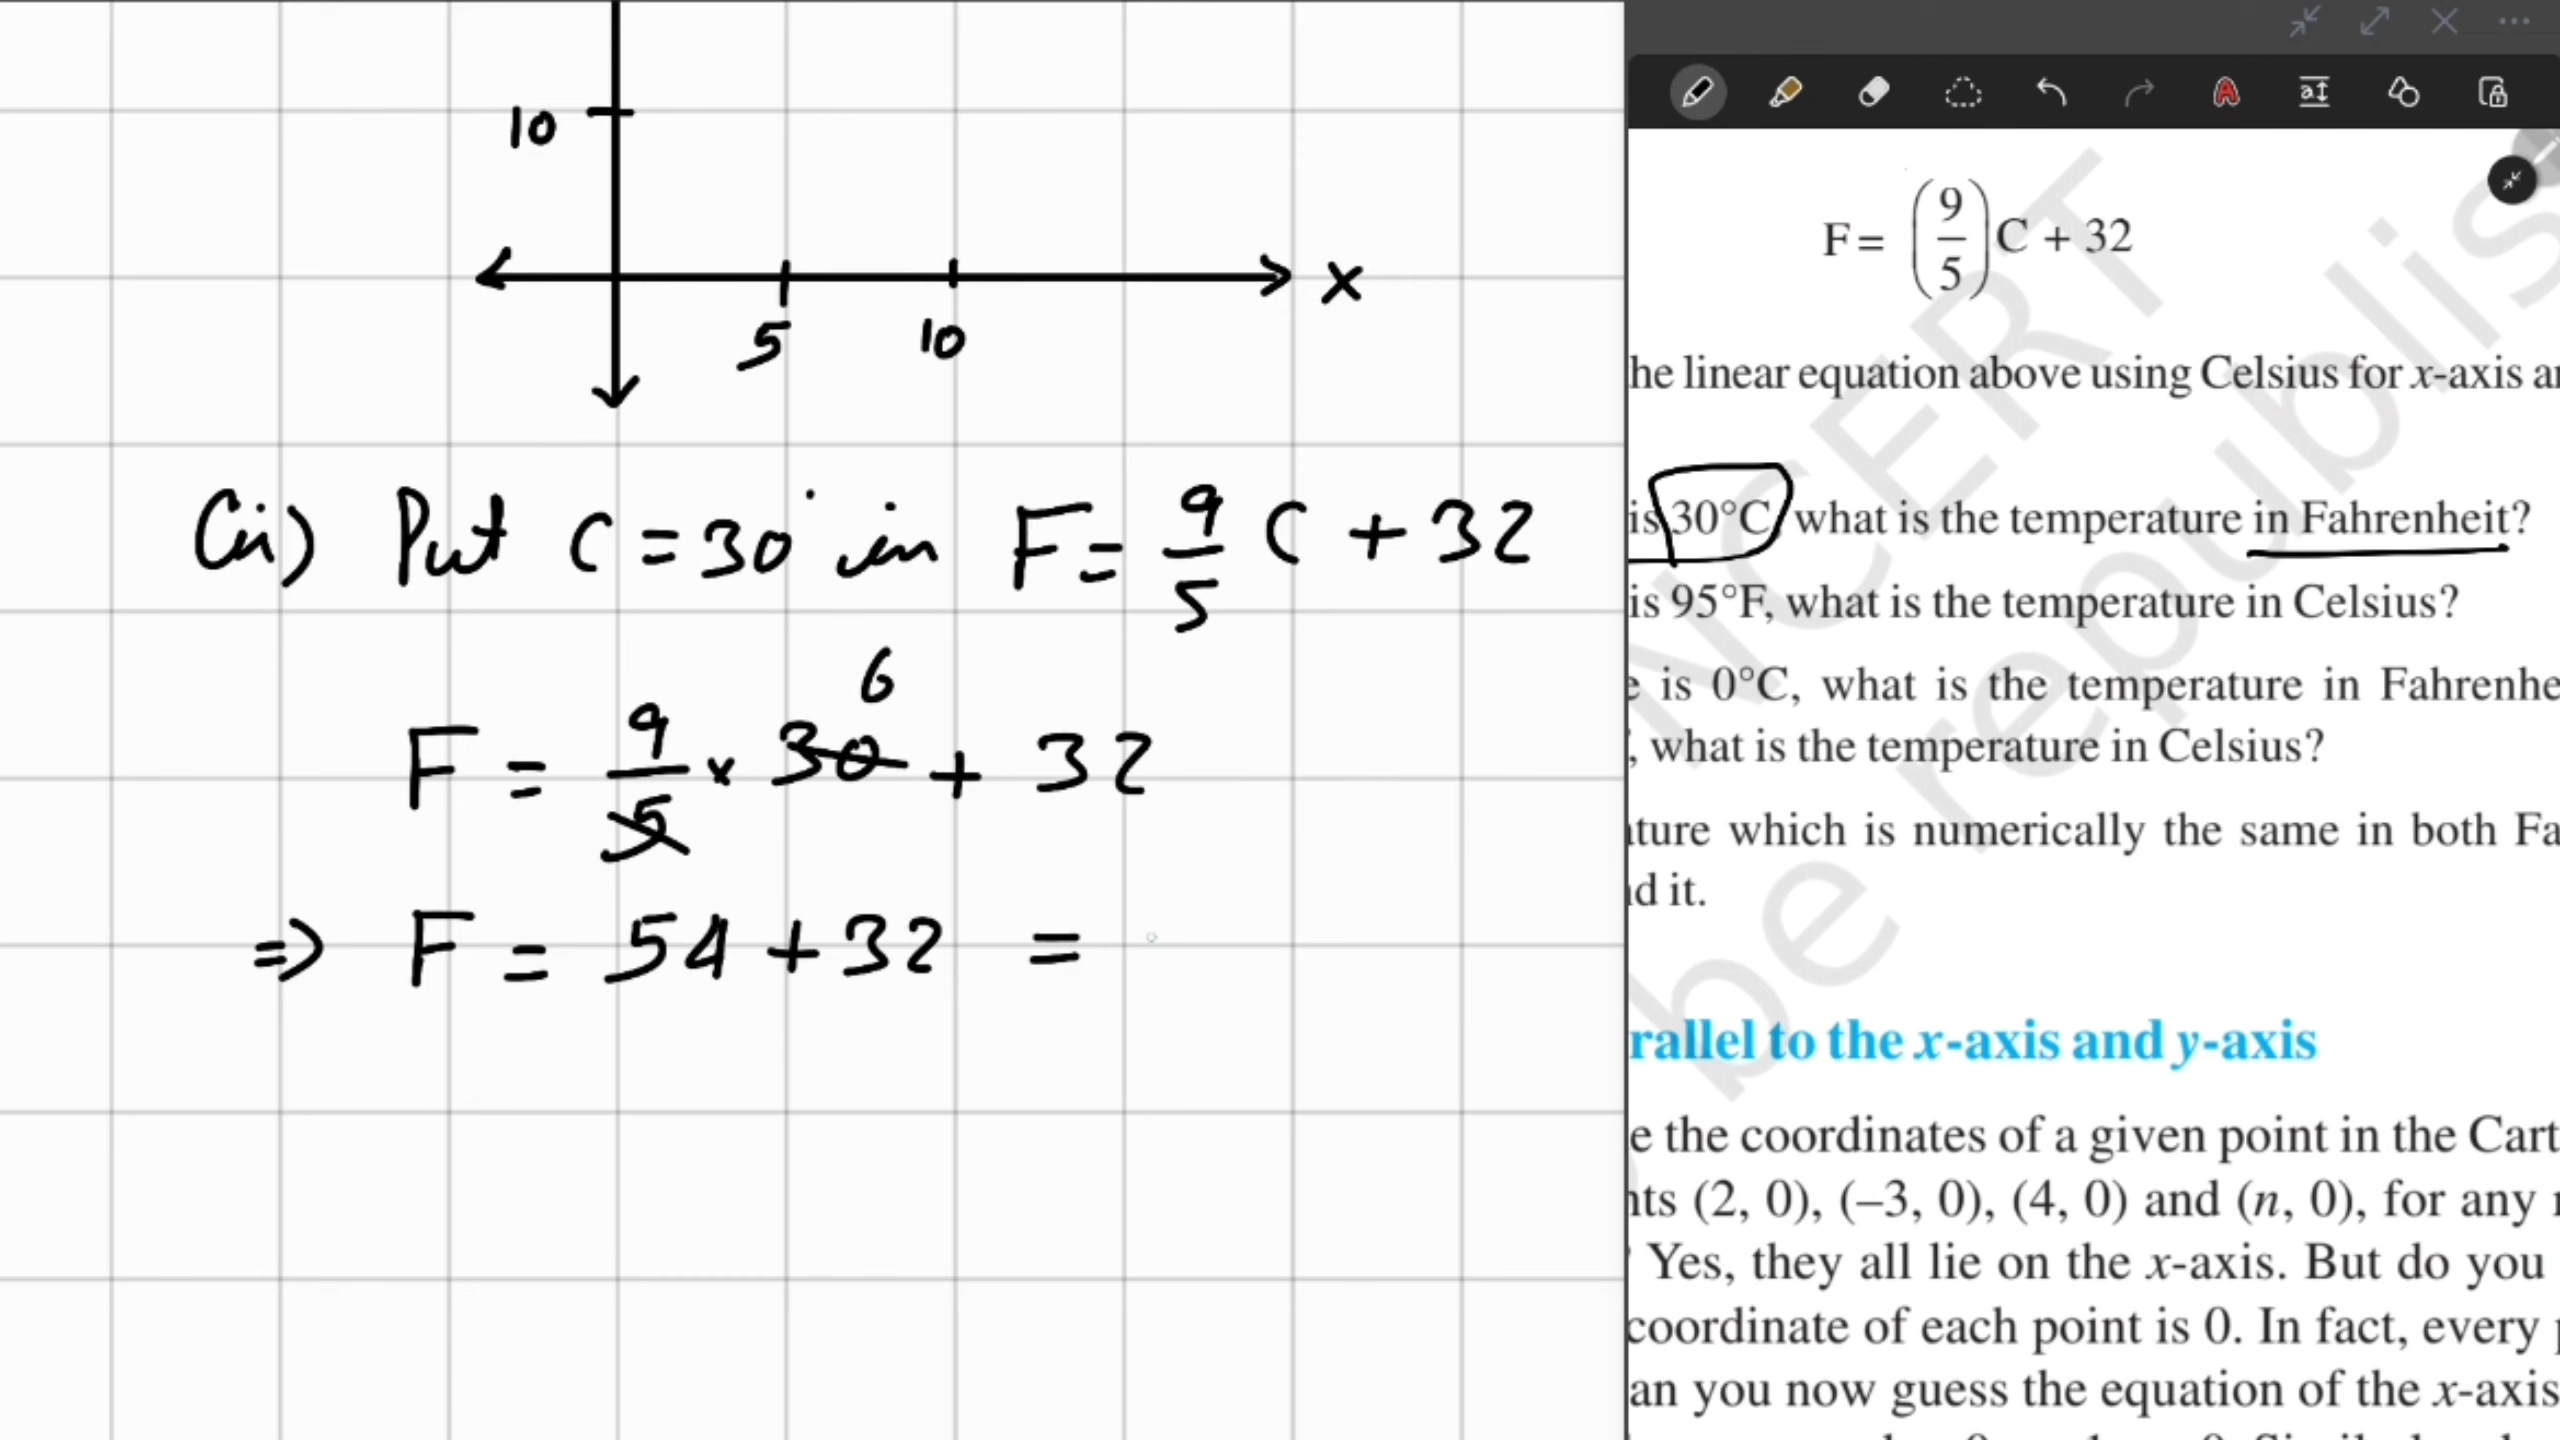 10
5 10 x
(ii) Put C = 30° in F = 9/5 C + 32
F = 9/5 × 30 + 32
6
⇒ F = 54 + 32 =
F = (9/5) C + 32
he linear equation above using Celsius for x-axis
is 30°C, what is the temperature in Fahrenheit?
is 95°F, what is the temperature in Celsius?
e is 0°C, what is the temperature in Fahrenhe
, what is the temperature in Celsius?
ture which is numerically the same in both Fa
d it.
rallel to the x-axis and y-axis
e the coordinates of a given point in the Cart
nts (2, 0), (–3, 0), (4, 0) and (n, 0), for any
Yes, they all lie on the x-axis. But do you
coordinate of each point is 0. In fact, every
an you now guess the equation of the x-axis
NCERT
be republis